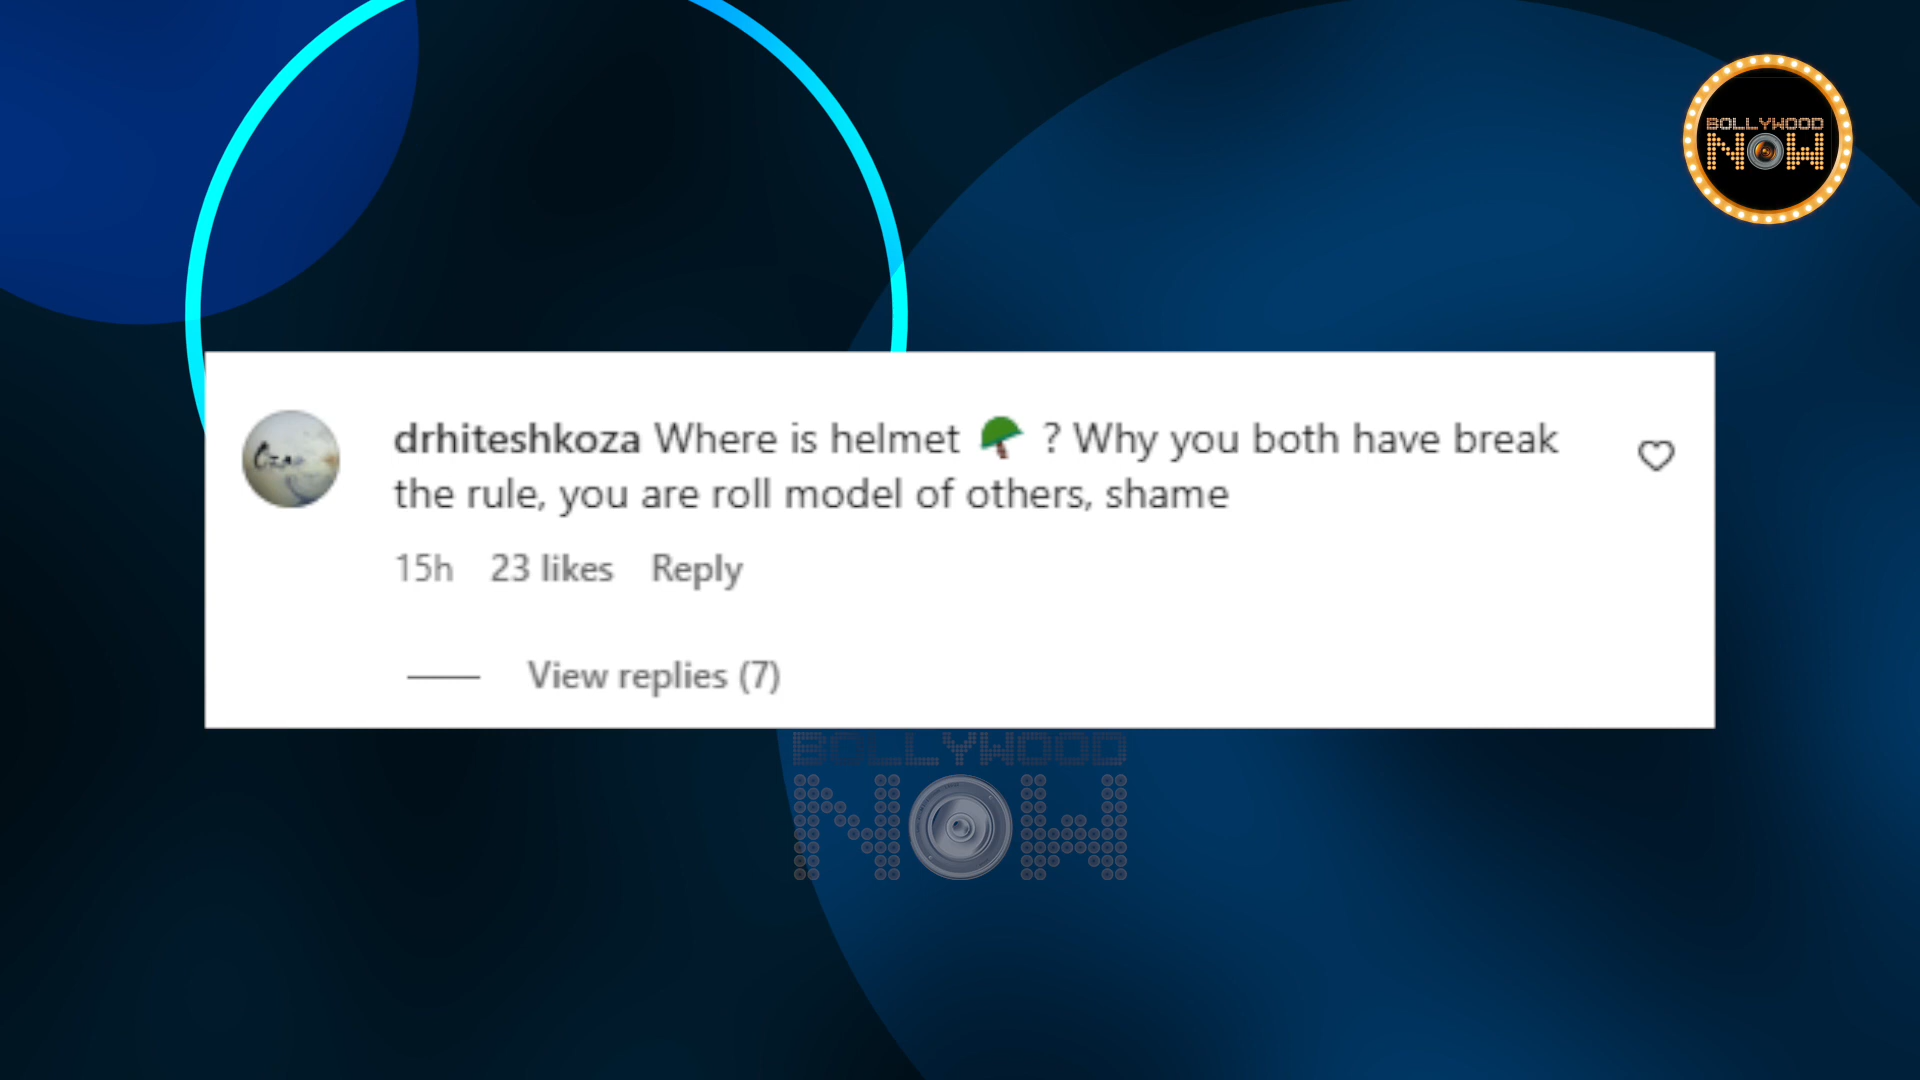 BOLLYWOOD
NOW
drhiteshkoza Where is helmet 🪖 ? Why you both have break
the rule, you are roll model of others, shame
15h 23 likes Reply
View replies (7)
BOLLYWOOD
NOW